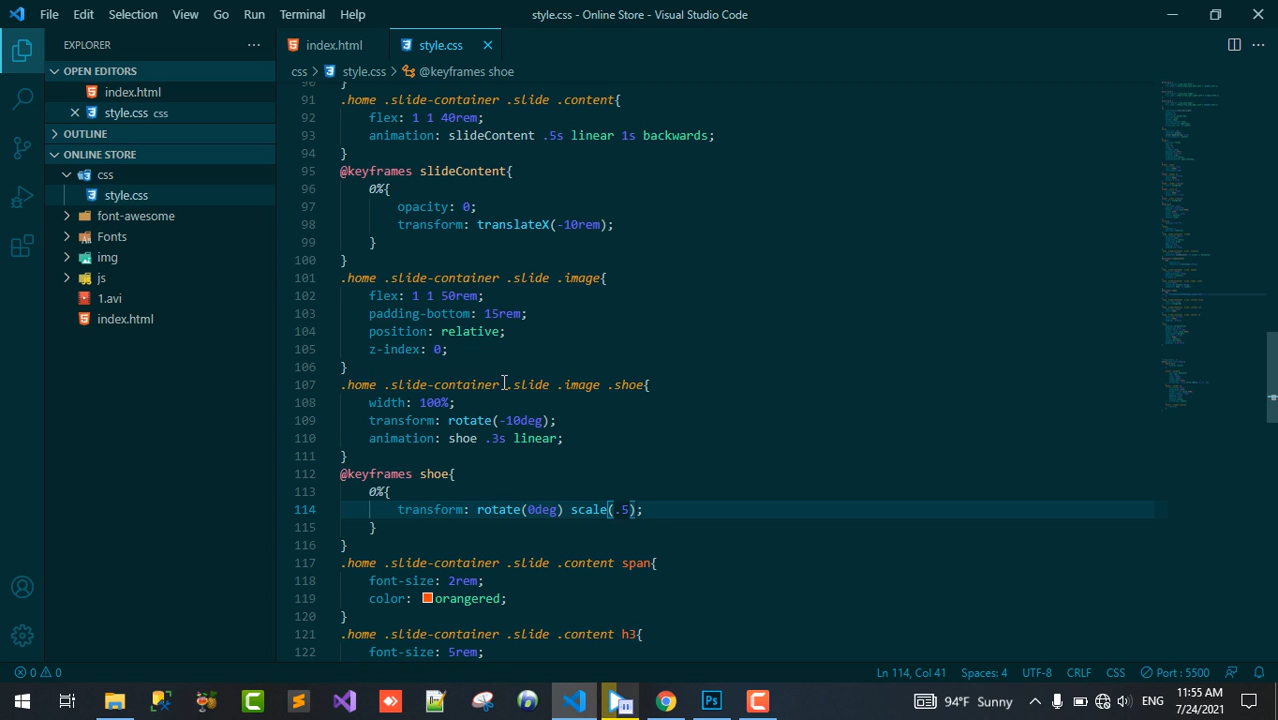 File Edit Selection View Go Run Terminal Help
style.css - Online Store - Visual Studio Code
EXPLORER
index.html
style.css
OPEN EDITORS
index.html
style.css css
OUTLINE
ONLINE STORE
css
style.css
font-awesome
Fonts
img
js
1.avi
index.html
css > style.css > @keyframes shoe
90 }
91 .home .slide-container .slide .content{
92 flex: 1 1 40rem;
93 animation: slideContent .5s linear 1s backwards;
94 }
95 @keyframes slideContent{
96 0%{
97 opacity: 0;
98 transform: translateX(-10rem);
99 }
100 }
101 .home .slide-container .slide .image{
102 flex: 1 1 50rem;
103 padding-bottom: 15rem;
104 position: relative;
105 z-index: 0;
106 }
107 .home .slide-container .slide .image .shoe{
108 width: 100%;
109 transform: rotate(-10deg);
110 animation: shoe .3s linear;
111 }
112 @keyframes shoe{
113 0%{
114 transform: rotate(0deg) scale(.5);
115 }
116 }
117 .home .slide-container .slide .content span{
118 font-size: 2rem;
119 color: orangered;
120 }
121 .home .slide-container .slide .content h3{
122 font-size: 5rem;
0 0
Ln 114, Col 41 Spaces: 4 UTF-8 CRLF CSS Port : 5500
94°F Sunny
ENG
11:55 AM
7/24/2021